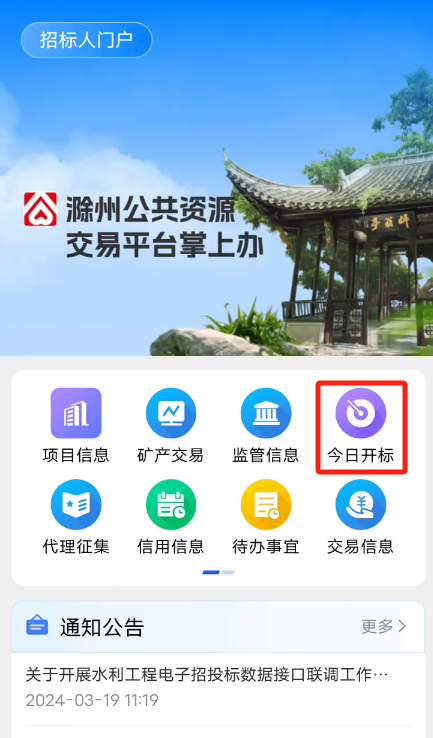 招标人门户
滁州公共资源
交易平台掌上办
项目信息
矿产交易
监管信息
今日开标
代理征集
信用信息
待办事宜
交易信息
通知公告
更多
关于开展水利工程电子招投标数据接口联调工作···
2024-03-19 11:19